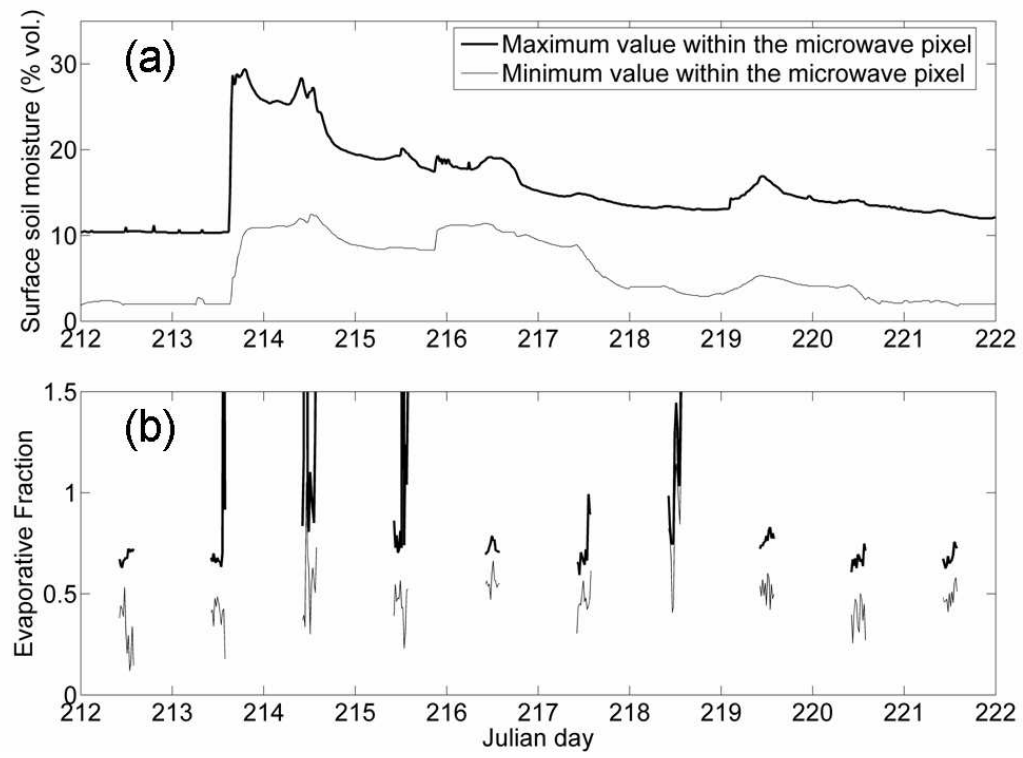 (a)
Maximum value within the microwave pixel
Minimum value within the microwave pixel
Surface soil moisture (% vol.)
30
20
10
0
212 213 214 215 216 217 218 219 220 221 222
(b)
Evaporative Fraction
1.5
1
0.5
0
212 213 214 215 216 217 218 219 220 221 222
Julian day